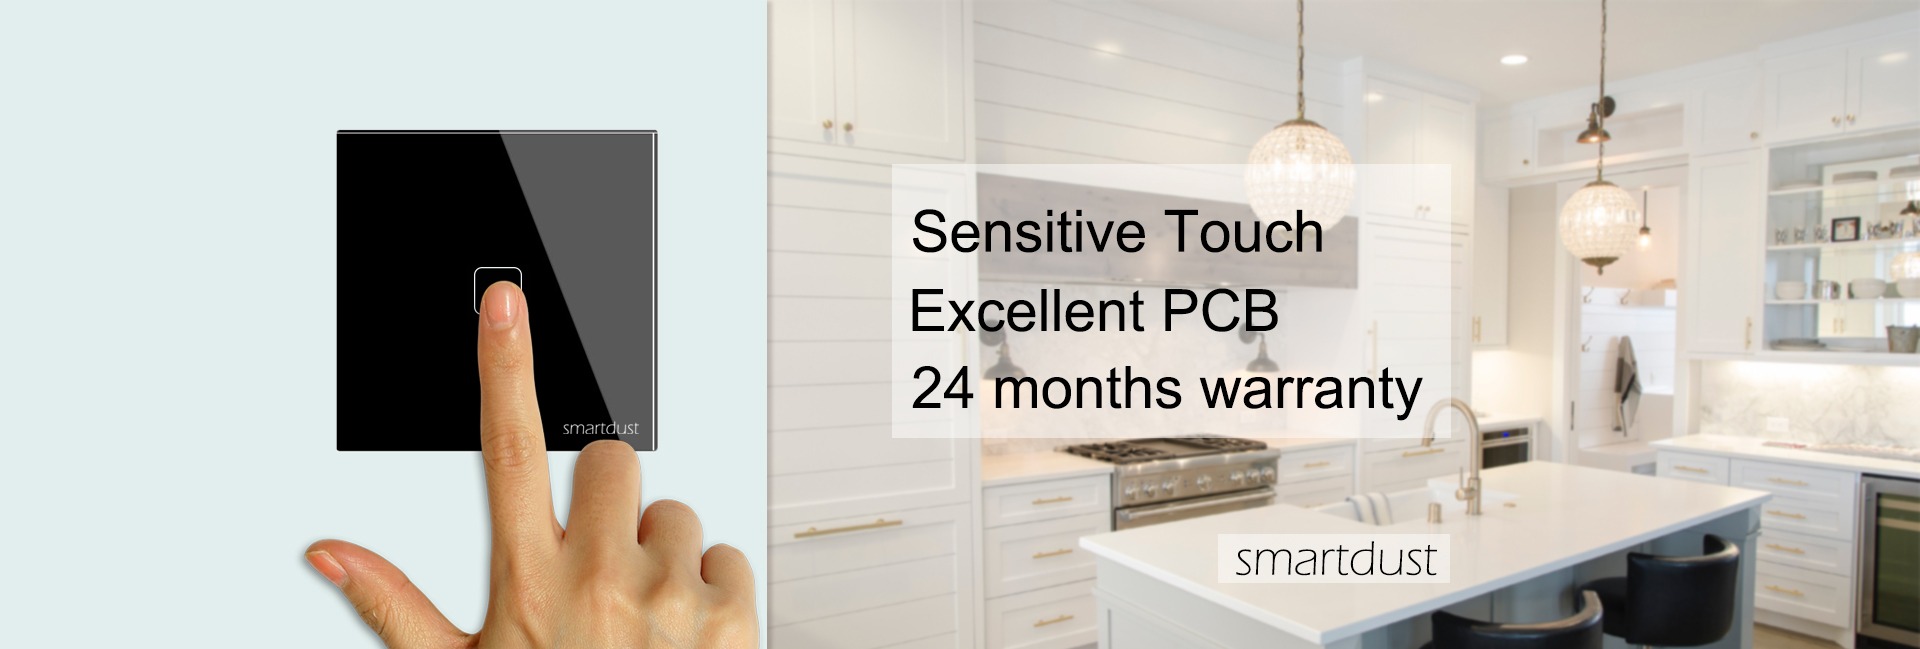 smartdust
Sensitive Touch
Excellent PCB
24 months warranty
smartdust